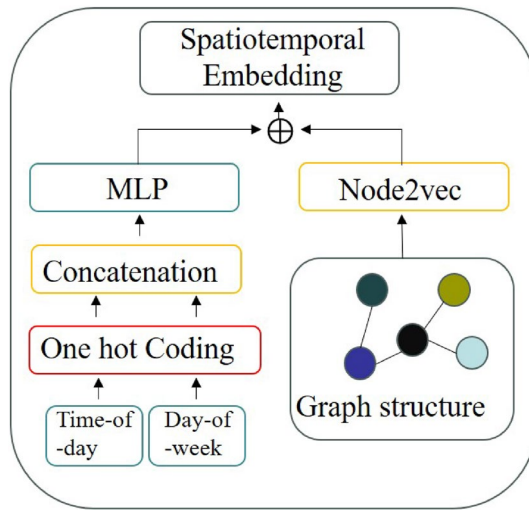 Spatiotemporal
Embedding
MLP
Node2vec
Concatenation
One hot Coding
Time-of
-day
Day-of
-week
Graph structure